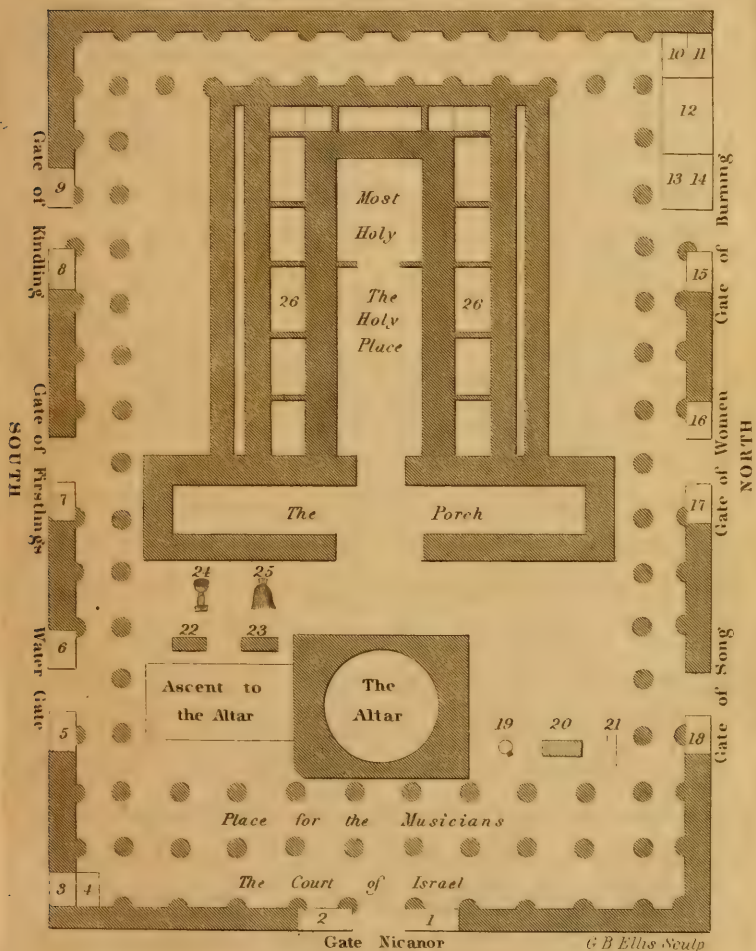 10 11
12
13 14
Gate of Burning
15
Gate of Kindling
9
8
Most
Holy
The
Holy
Place
26
26
Gate of Firstlings
SOUTH
7
16
Gate of Women
NORTH
17
The Porch
24 25
22 23
Water Gate
6
5
Ascent to
the Altar
The
Altar
19 20 21
Gate of Song
18
Place for the Musicians
3 4
The Court of Israel
2 1
Gate Nicanor
G B Ellis Sculp